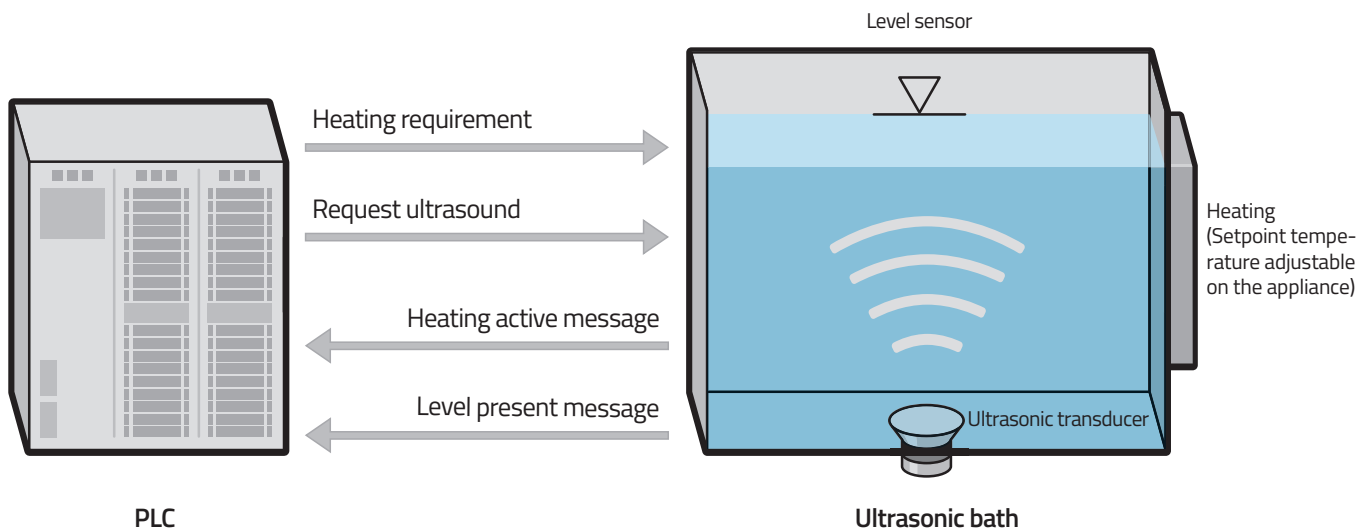 Level sensor
Heating requirement
Request ultrasound
Heating active message
Level present message
Heating
(Setpoint tempe-
rature adjustable
on the appliance)
Ultrasonic transducer
PLC
Ultrasonic bath